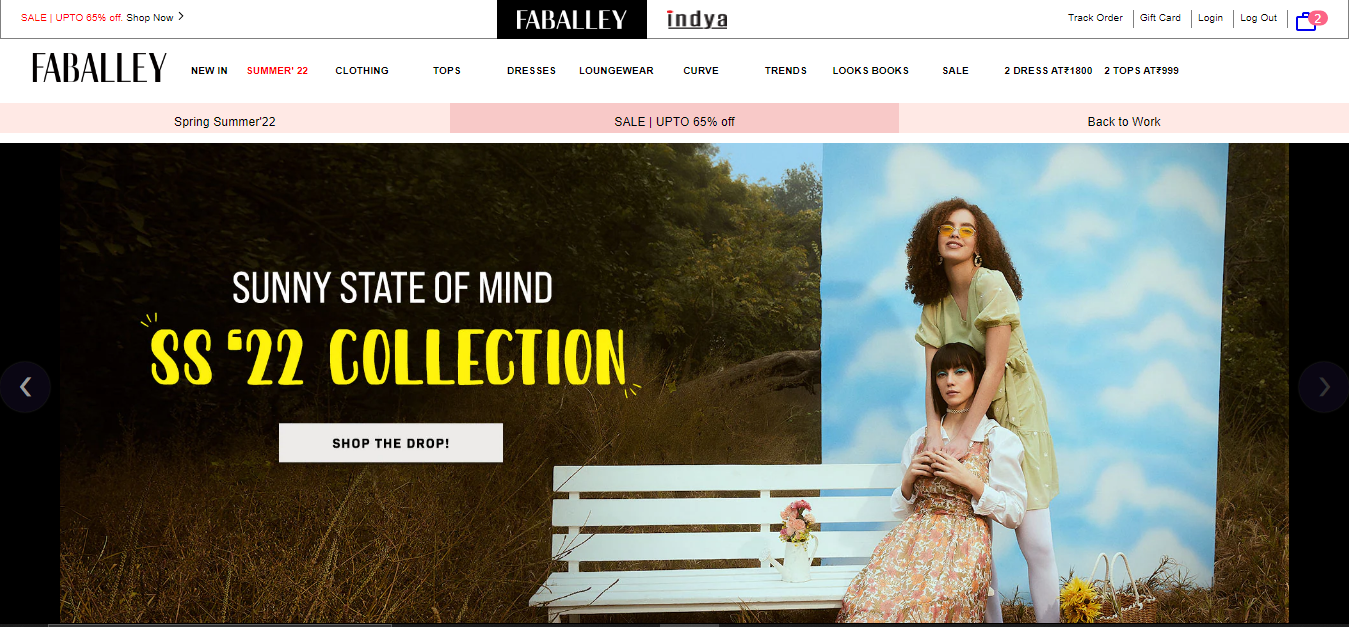 SALE | UPTO 65% off. Shop Now
FABALLEY
indya
Track Order
Gift Card
Login
Log Out
2
FABALLEY
NEW IN
SUMMER' 22
CLOTHING
TOPS
DRESSES
LOUNGEWEAR
CURVE
TRENDS
LOOKS BOOKS
SALE
2 DRESS AT₹1800
2 TOPS AT₹999
Spring Summer'22
SALE | UPTO 65% off
Back to Work
SUNNY STATE OF MIND
SS '22 COLLECTION
SHOP THE DROP!